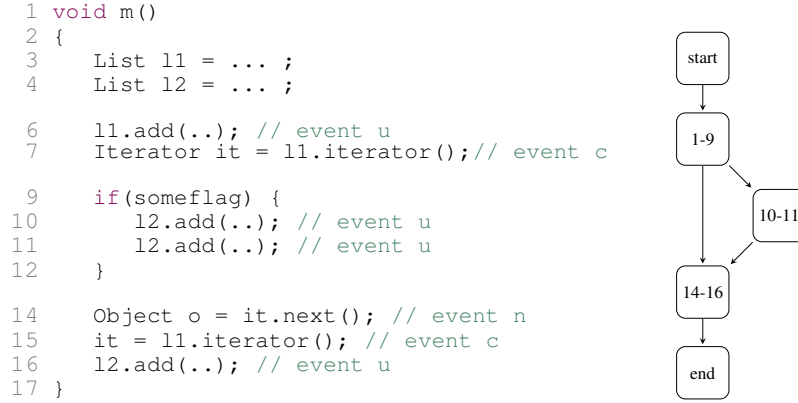 1 void m()
2 {
3 List l1 = ... ;
4 List l2 = ... ;
6 l1.add(..); // event u
7 Iterator it = l1.iterator();// event c
9 if(someflag) {
10 l2.add(..); // event u
11 l2.add(..); // event u
12 }
14 Object o = it.next(); // event n
15 it = l1.iterator(); // event c
16 l2.add(..); // event u
17 }
start
1-9
10-11
14-16
end